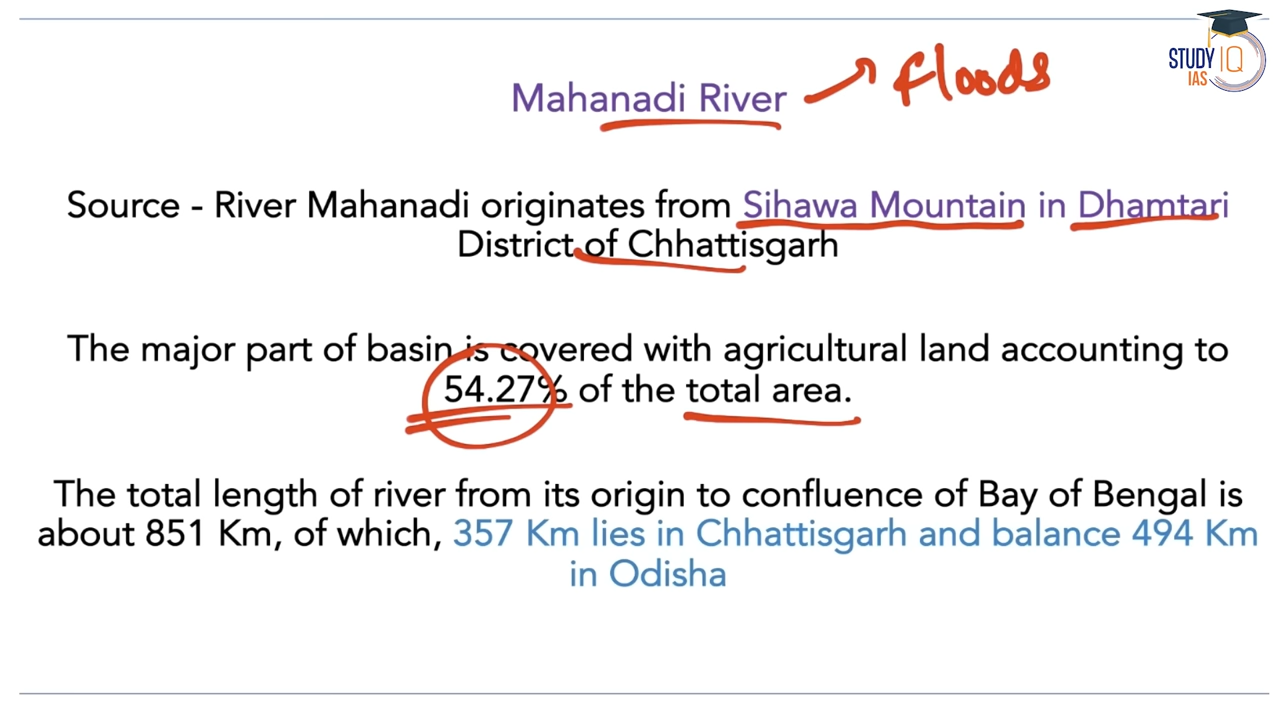 STUDY IQ
IAS
Mahanadi River floods
Source - River Mahanadi originates from Sihawa Mountain in Dhamtari
District of Chhattisgarh
The major part of basin is covered with agricultural land accounting to
54.27% of the total area.
The total length of river from its origin to confluence of Bay of Bengal is
about 851 Km, of which, 357 Km lies in Chhattisgarh and balance 494 Km
in Odisha